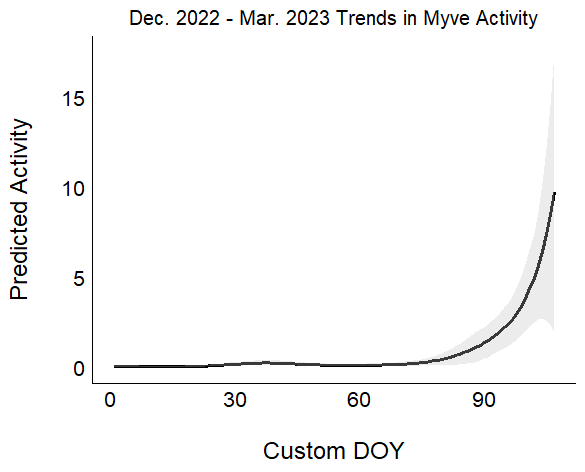 Dec. 2022 - Mar. 2023 Trends in Myve Activity
Predicted Activity
15
10
5
0
0 30 60 90
Custom DOY